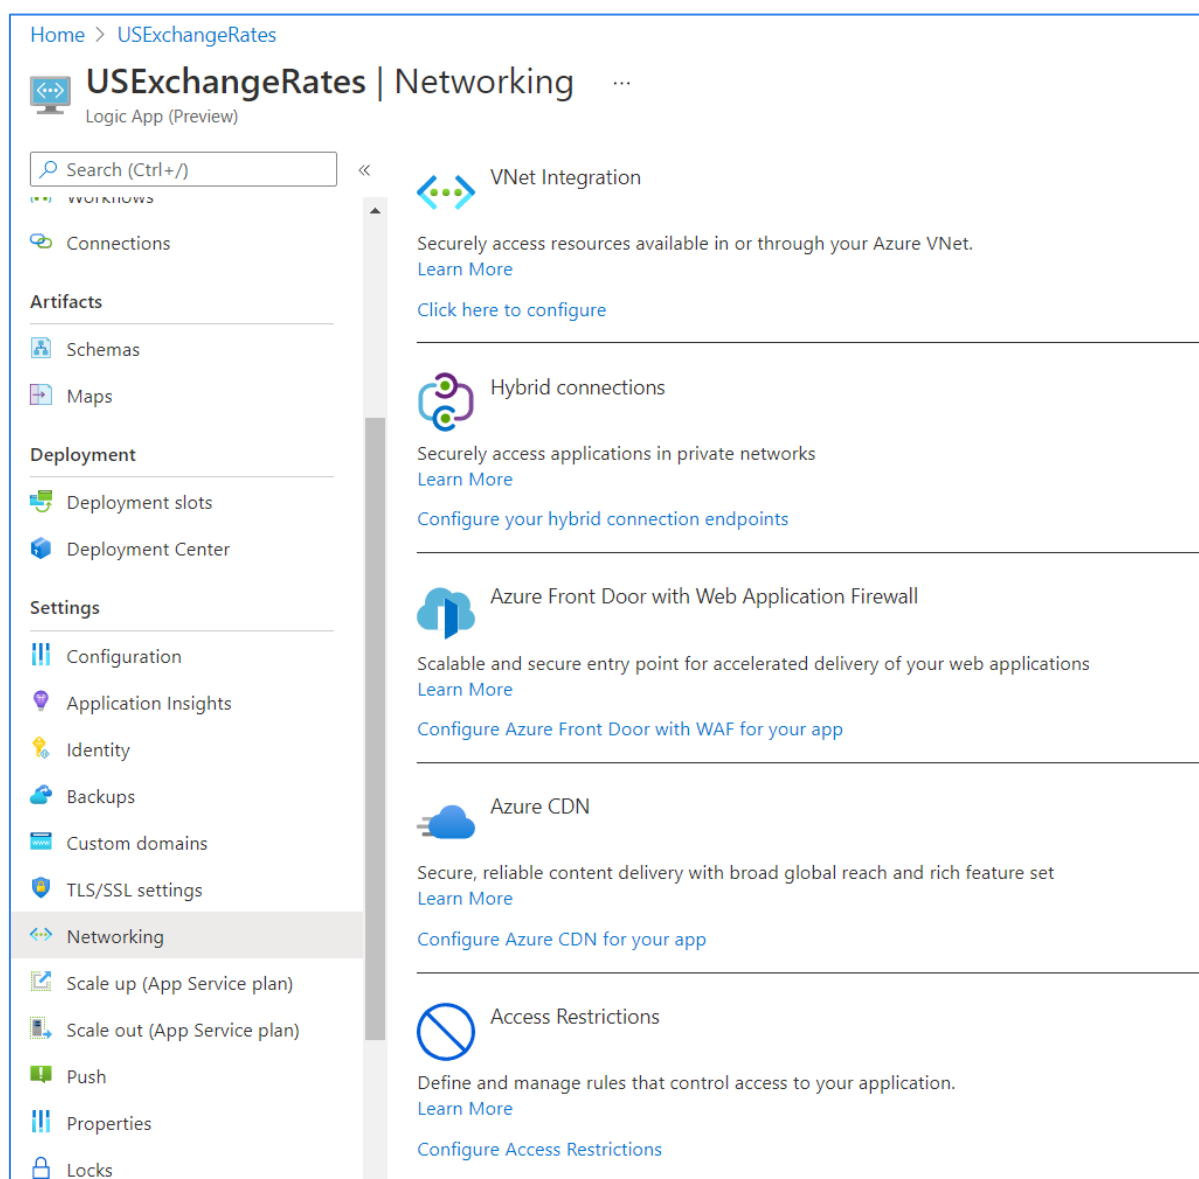 Home > USExchangeRates
USExchangeRates | Networking ...
Logic App (Preview)
Search (Ctrl+/)
«
Workflows
Connections
Artifacts
Schemas
Maps
Deployment
Deployment slots
Deployment Center
Settings
Configuration
Application Insights
Identity
Backups
Custom domains
TLS/SSL settings
Networking
Scale up (App Service plan)
Scale out (App Service plan)
Push
Properties
Locks
VNet Integration
Securely access resources available in or through your Azure VNet.
Learn More
Click here to configure
Hybrid connections
Securely access applications in private networks
Learn More
Configure your hybrid connection endpoints
Azure Front Door with Web Application Firewall
Scalable and secure entry point for accelerated delivery of your web applications
Learn More
Configure Azure Front Door with WAF for your app
Azure CDN
Secure, reliable content delivery with broad global reach and rich feature set
Learn More
Configure Azure CDN for your app
Access Restrictions
Define and manage rules that control access to your application.
Learn More
Configure Access Restrictions